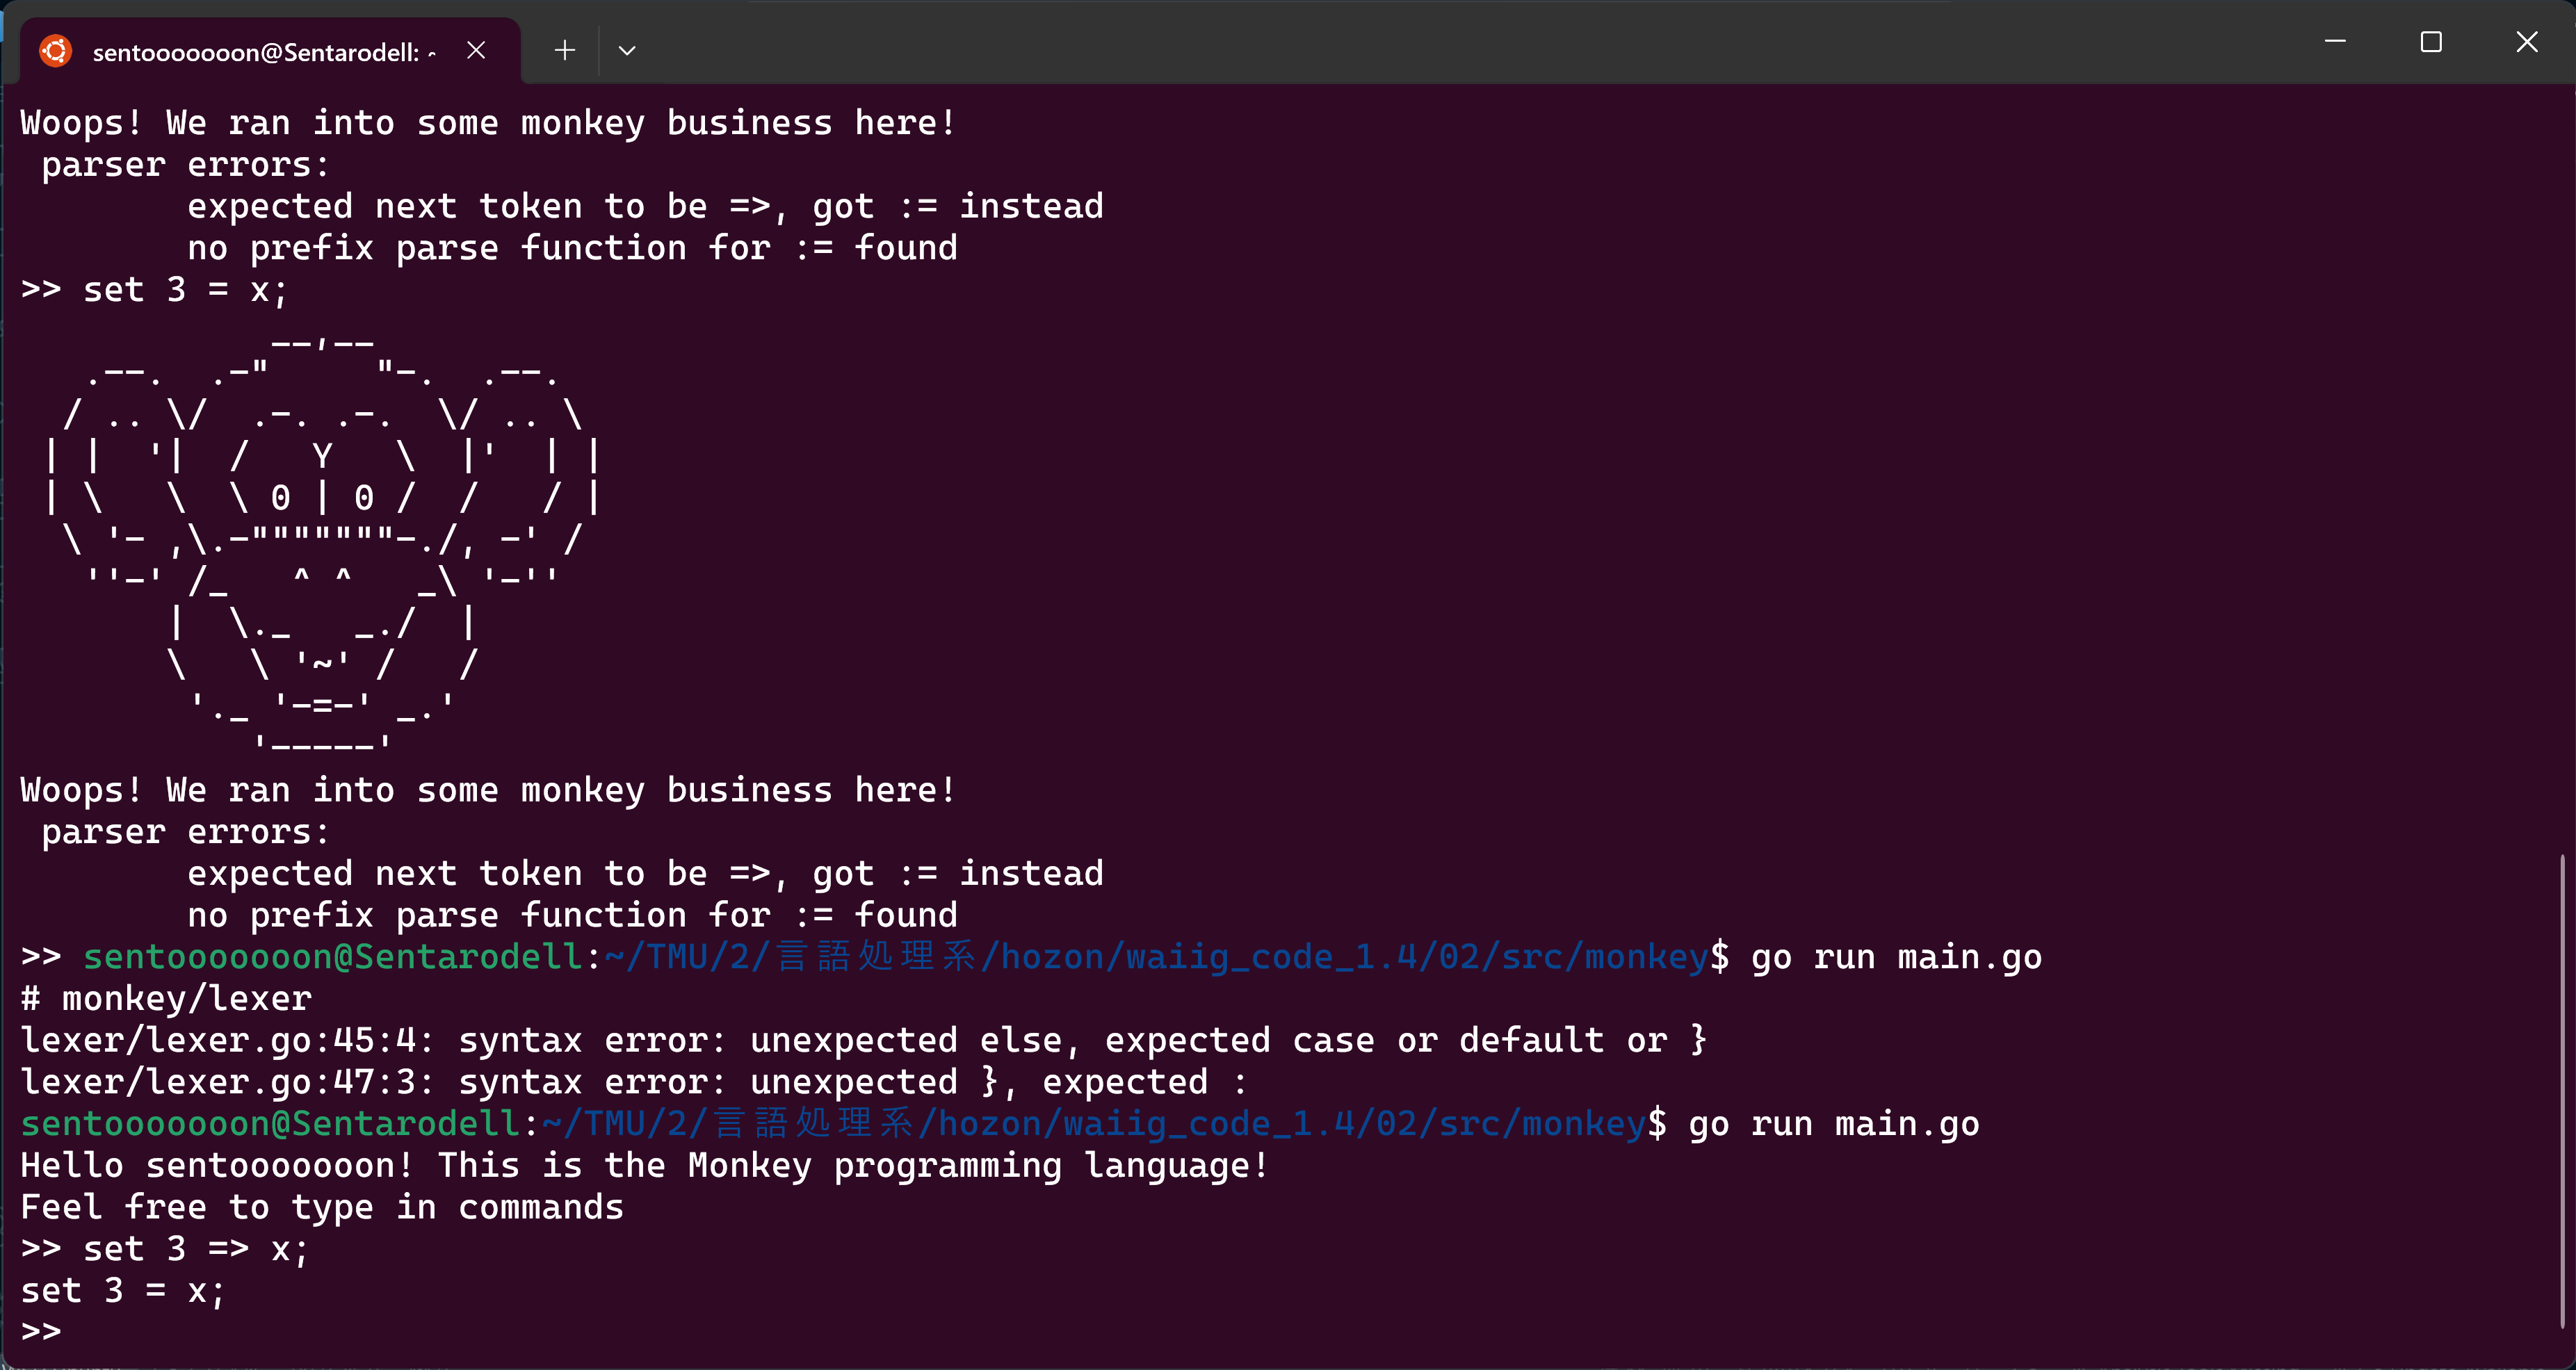 sentooooooon@Sentarodell: ~
Woops! We ran into some monkey business here!
 parser errors:
        expected next token to be =>, got := instead
        no prefix parse function for := found
>> set 3 = x;
            __,__
   .--.  .-"     "-.  .--.
  / .. \/  .-. .-.  \/ .. \
 | |  '|  /   Y   \  |'  | |
 | \   \  \ 0 | 0 /  /   / |
  \ '- ,\.-"""""""-./, -' /
   ''-' /_   ^ ^   _\ '-''
       |  \._   _./  |
       \   \ '~' /   /
        '._ '-=-' _.'
           '-----'
Woops! We ran into some monkey business here!
 parser errors:
        expected next token to be =>, got := instead
        no prefix parse function for := found
>> sentooooooon@Sentarodell:~/TMU/2/言語処理系/hozon/waiig_code_1.4/02/src/monkey$ go run main.go
# monkey/lexer
lexer/lexer.go:45:4: syntax error: unexpected else, expected case or default or }
lexer/lexer.go:47:3: syntax error: unexpected }, expected :
sentooooooon@Sentarodell:~/TMU/2/言語処理系/hozon/waiig_code_1.4/02/src/monkey$ go run main.go
Hello sentooooooon! This is the Monkey programming language!
Feel free to type in commands
>> set 3 => x;
set 3 = x;
>>